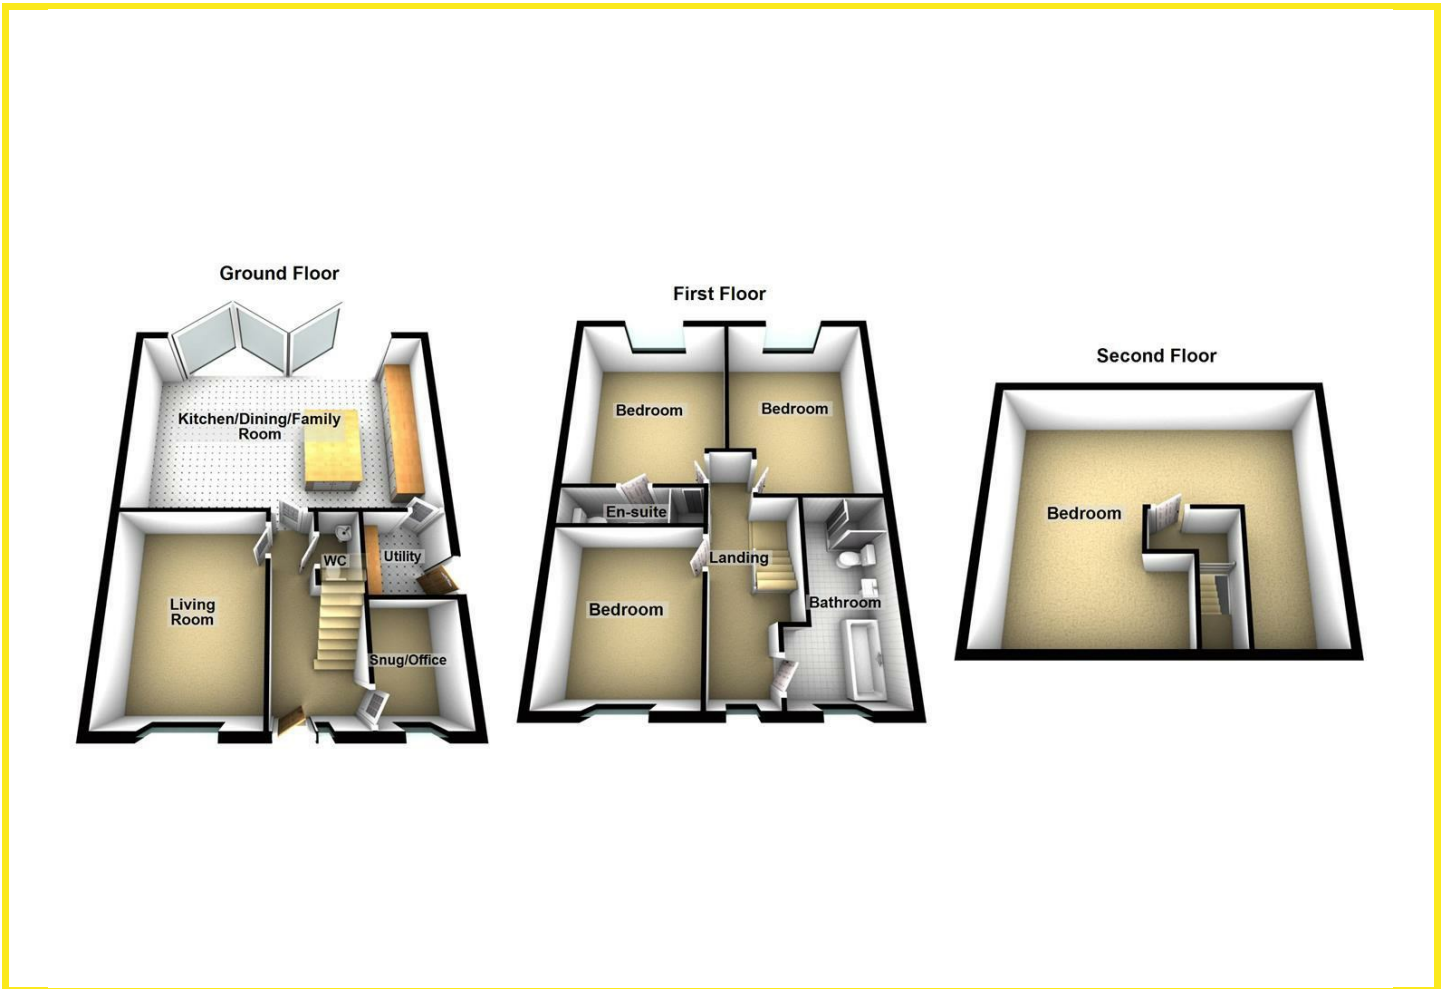 Ground Floor
Kitchen/Dining/Family
Room
WC
Utility
Living
Room
Snug/Office
First Floor
Bedroom
Bedroom
En-suite
Landing
Bedroom
Bathroom
Second Floor
Bedroom